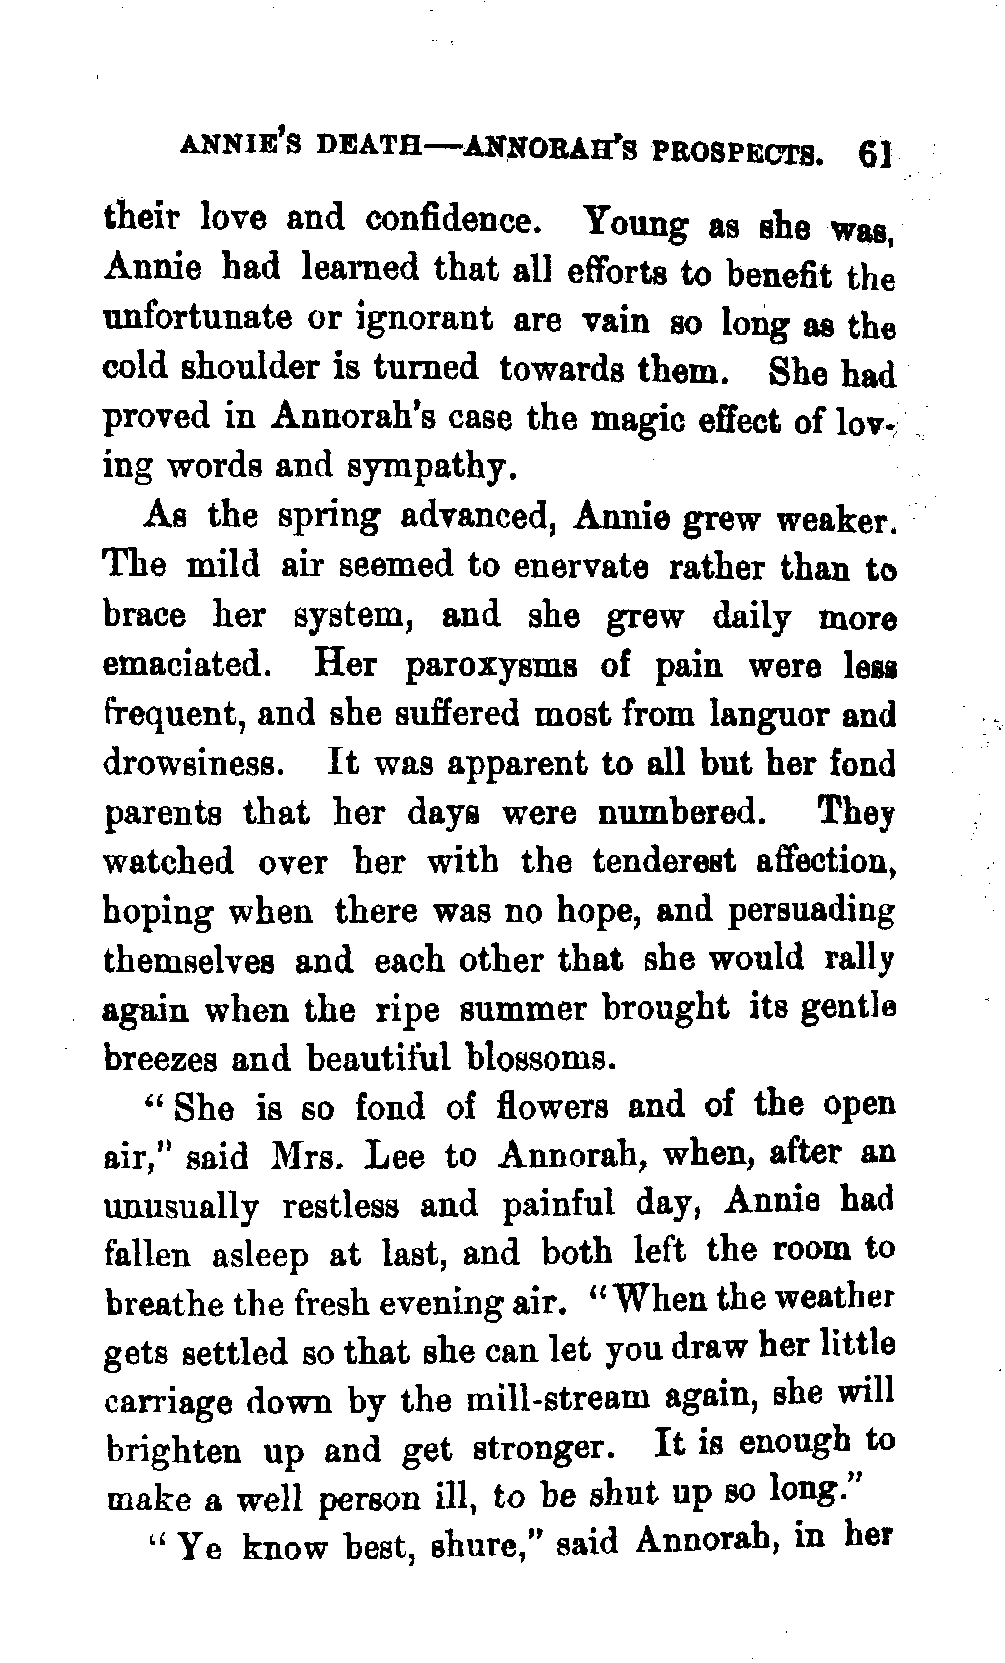 ANNIE'S DEATH—ANNORAH'S PROSPECTS. 61
their love and confidence. Young as she was,
Annie had learned that all efforts to benefit the
unfortunate or ignorant are vain so long as the
cold shoulder is turned towards them. She had
proved in Annorah's case the magic effect of lov-
ing words and sympathy.
As the spring advanced, Annie grew weaker.
The mild air seemed to enervate rather than to
brace her system, and she grew daily more
emaciated. Her paroxysms of pain were less
frequent, and she suffered most from languor and
drowsiness. It was apparent to all but her fond
parents that her days were numbered. They
watched over her with the tenderest affection,
hoping when there was no hope, and persuading
themselves and each other that she would rally
again when the ripe summer brought its gentle
breezes and beautiful blossoms.
"She is so fond of flowers and of the open
air," said Mrs. Lee to Annorah, when, after an
unusually restless and painful day, Annie had
fallen asleep at last, and both left the room to
breathe the fresh evening air. "When the weather
gets settled so that she can let you draw her little
carriage down by the mill-stream again, she will
brighten up and get stronger. It is enough to
make a well person ill, to be shut up so long."
"Ye know best, shure," said Annorah, in her